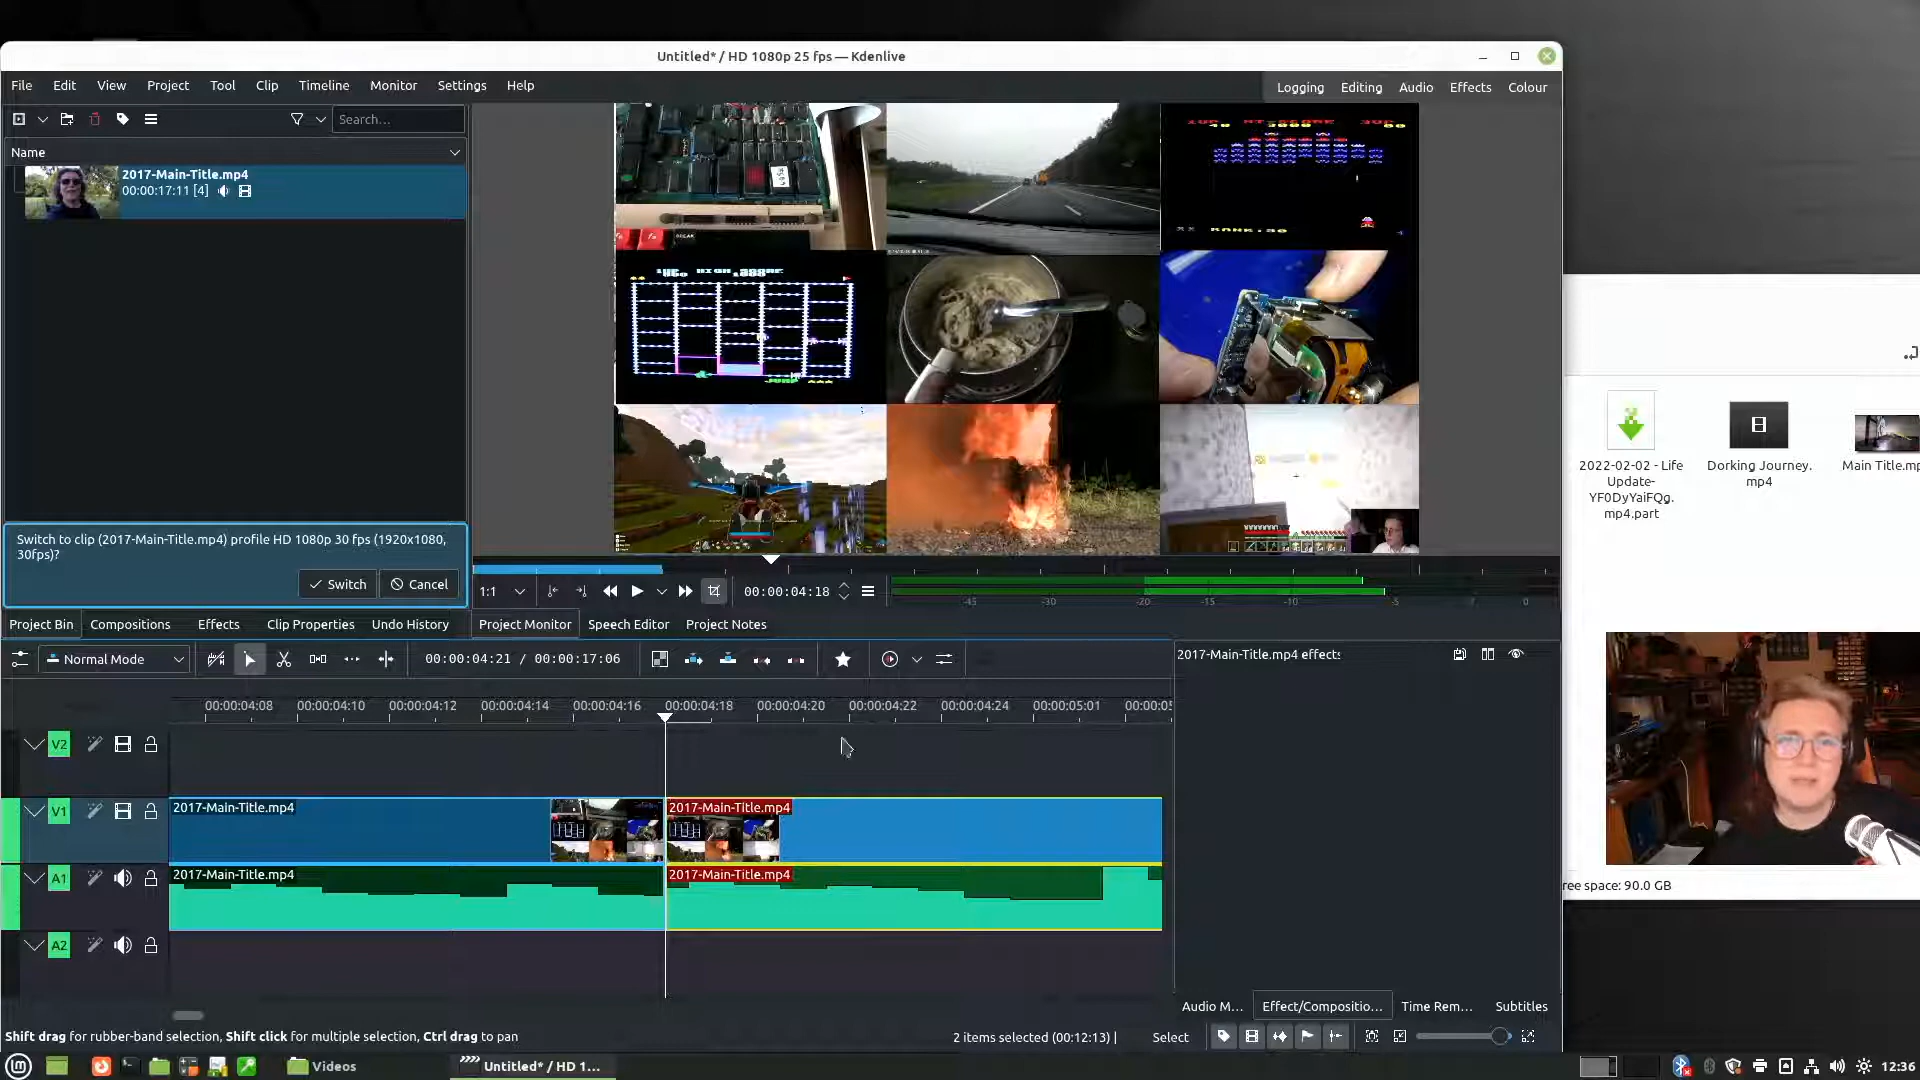 Untitled* / HD 1080p 25 fps — Kdenlive
File Edit View Project Tool Clip Timeline Monitor Settings Help
Logging Editing Audio Effects Colour
Search...
Name
2017-Main-Title.mp4
00:00:17:11 [4]
Switch to clip (2017-Main-Title.mp4) profile HD 1080p 30 fps (1920x1080,
30fps)?
Switch Cancel
1:1
00:00:04:18
-45 -30 -20 -15 -10 -5 0
Project Bin Compositions Effects Clip Properties Undo History
Project Monitor Speech Editor Project Notes
Normal Mode
00:00:04:21 / 00:00:17:06
2017-Main-Title.mp4 effects
00:00:04:08 00:00:04:10 00:00:04:12 00:00:04:14 00:00:04:16 00:00:04:18 00:00:04:20 00:00:04:22 00:00:04:24 00:00:05:01
V2
V1
2017-Main-Title.mp4
2017-Main-Title.mp4
A1
2017-Main-Title.mp4
2017-Main-Title.mp4
A2
Audio M... Effect/Compositio... Time Rem... Subtitles
Shift drag for rubber-band selection, Shift click for multiple selection, Ctrl drag to pan
2 items selected (00:12:13) |
Select
2022-02-02 - Life
Update-
YF0DyYaiFQg.
mp4.part
Dorking Journey.
mp4
Main Title.mp
ree space: 90.0 GB
Videos
Untitled* / HD 1...
12:36